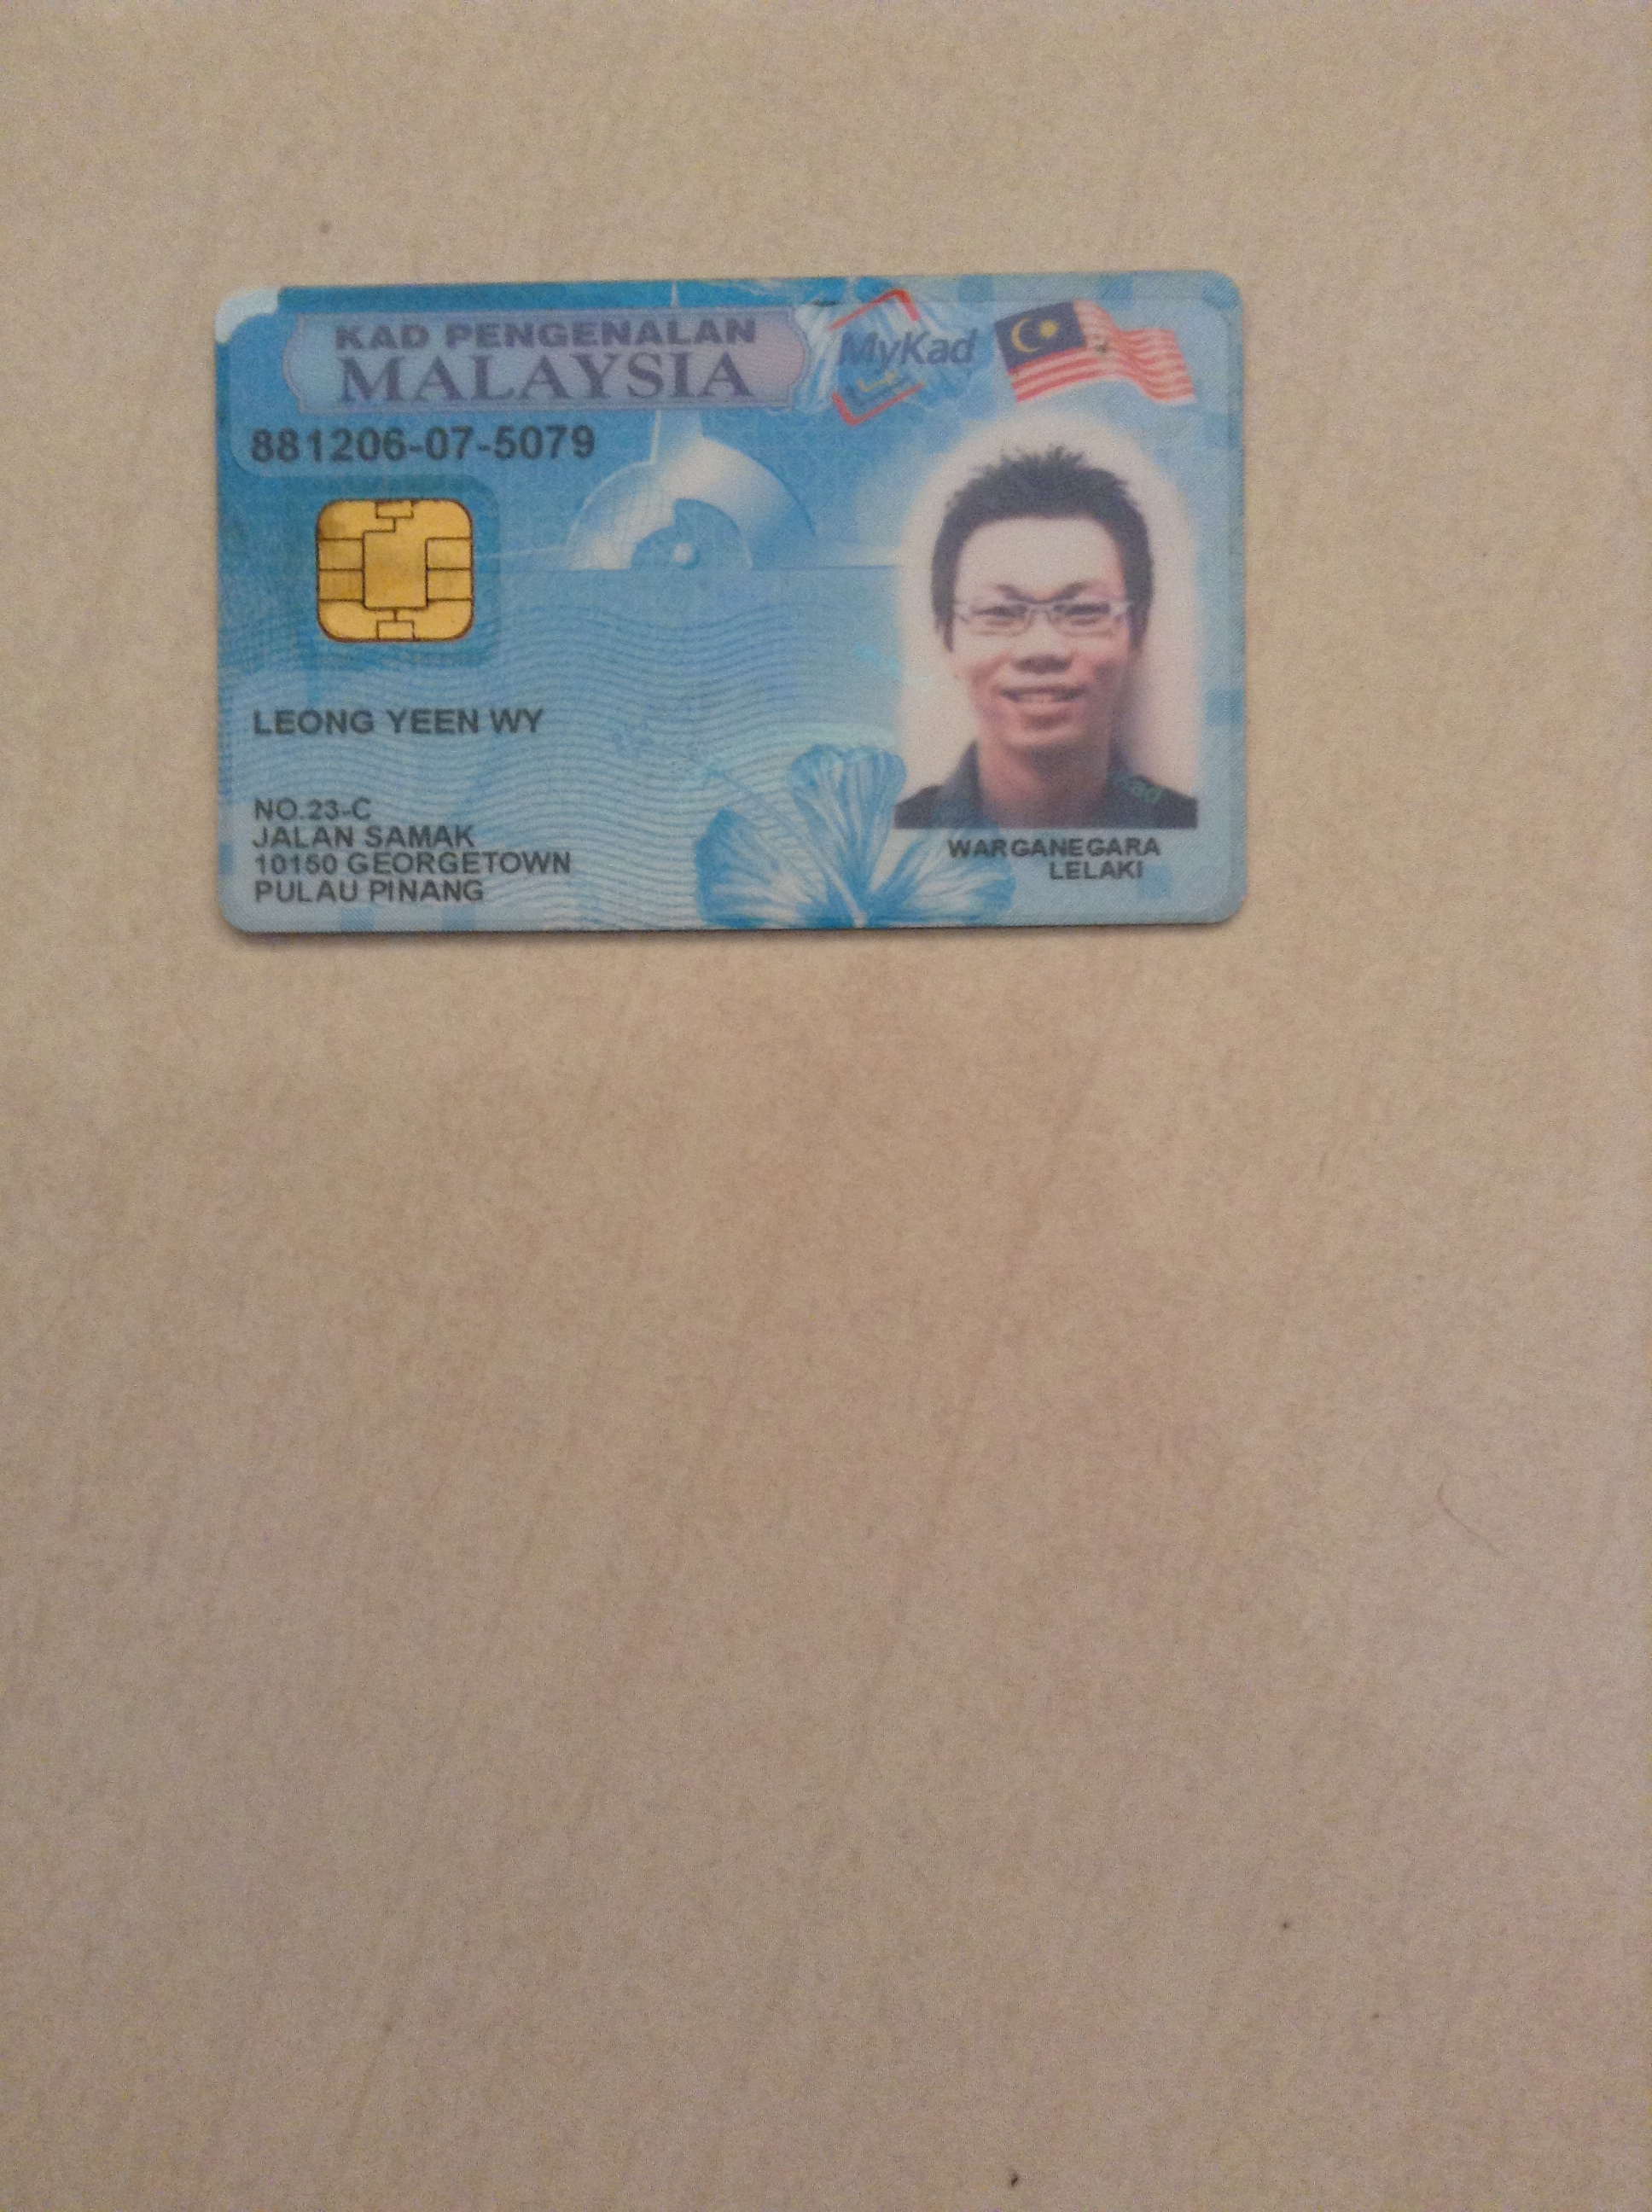 KAD PENGENALAN
MALAYSIA
MyKad
881206-07-5079
LEONG YEEN WY
NO.23-C
JALAN SAMAK
10150 GEORGETOWN
PULAU PINANG
WARGANEGARA
LELAKI